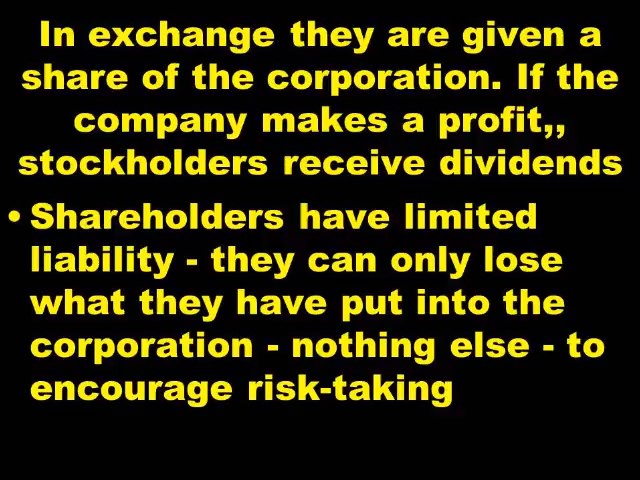 In exchange they are given a
share of the corporation. If the
company makes a profit,,
stockholders receive dividends
• Shareholders have limited
liability - they can only lose
what they have put into the
corporation - nothing else - to
encourage risk-taking